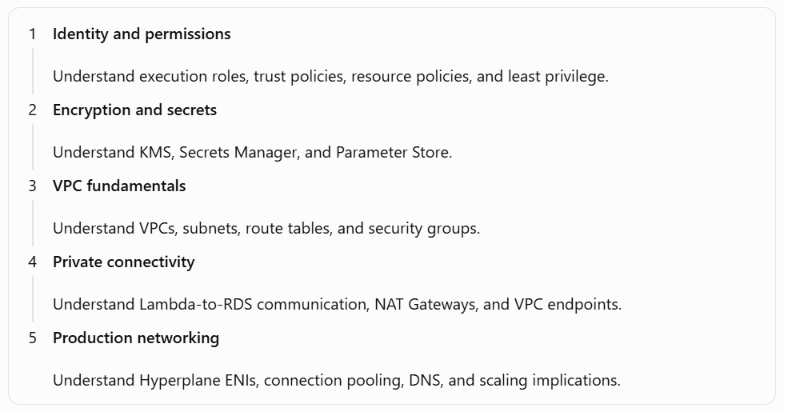 1 Identity and permissions
Understand execution roles, trust policies, resource policies, and least privilege.
2 Encryption and secrets
Understand KMS, Secrets Manager, and Parameter Store.
3 VPC fundamentals
Understand VPCs, subnets, route tables, and security groups.
4 Private connectivity
Understand Lambda-to-RDS communication, NAT Gateways, and VPC endpoints.
5 Production networking
Understand Hyperplane ENIs, connection pooling, DNS, and scaling implications.